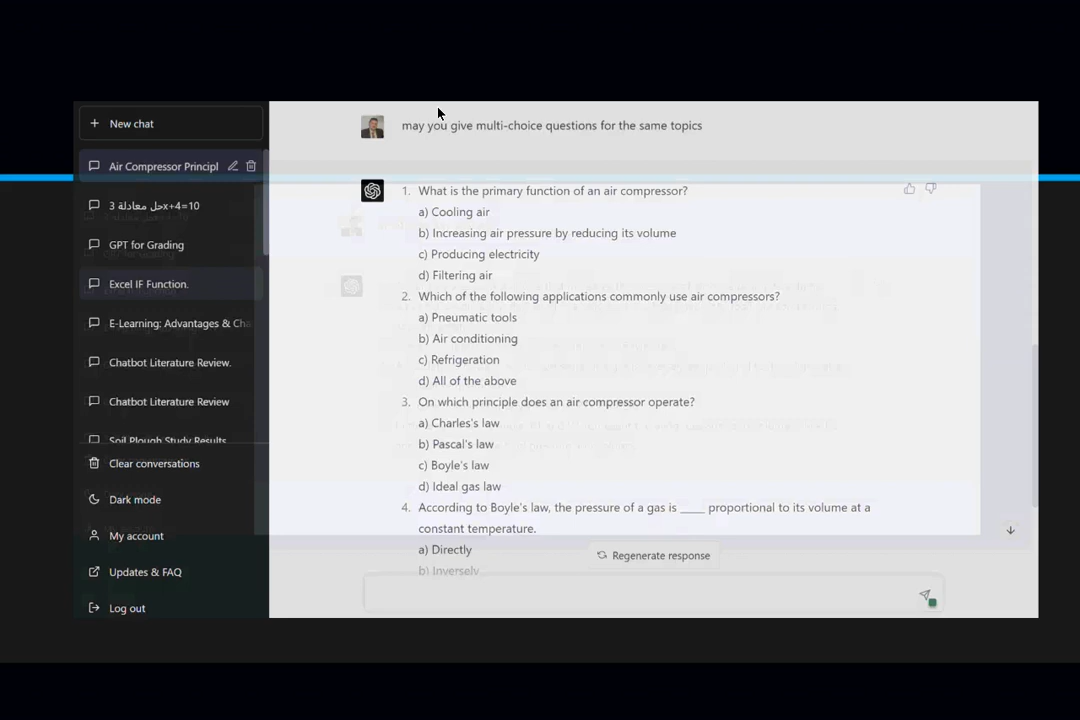 New chat
Air Compressor Principl
حل معادلة 3x+4=10
GPT for Grading
Excel IF Function.
E-Learning: Advantages & Cha
Chatbot Literature Review.
Chatbot Literature Review
Soil Plough Study Results
Clear conversations
Dark mode
My account
Updates & FAQ
Log out
may you give multi-choice questions for the same topics
1. What is the primary function of an air compressor?
a) Cooling air
b) Increasing air pressure by reducing its volume
c) Producing electricity
d) Filtering air
2. Which of the following applications commonly use air compressors?
a) Pneumatic tools
b) Air conditioning
c) Refrigeration
d) All of the above
3. On which principle does an air compressor operate?
a) Charles's law
b) Pascal's law
c) Boyle's law
d) Ideal gas law
4. According to Boyle's law, the pressure of a gas is ____ proportional to its volume at a
constant temperature.
a) Directly
b) Inversely
Regenerate response